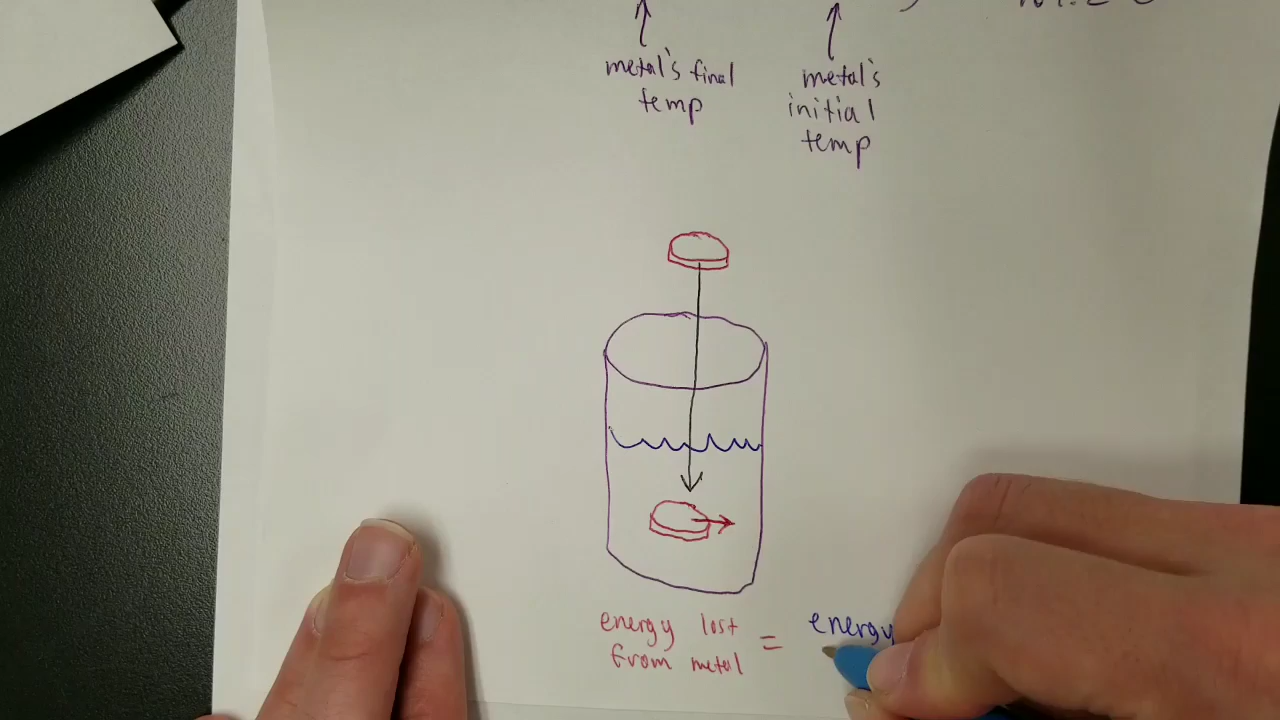 metal's final
temp
metal's
initial
temp
energy lost
from metal
=
energy